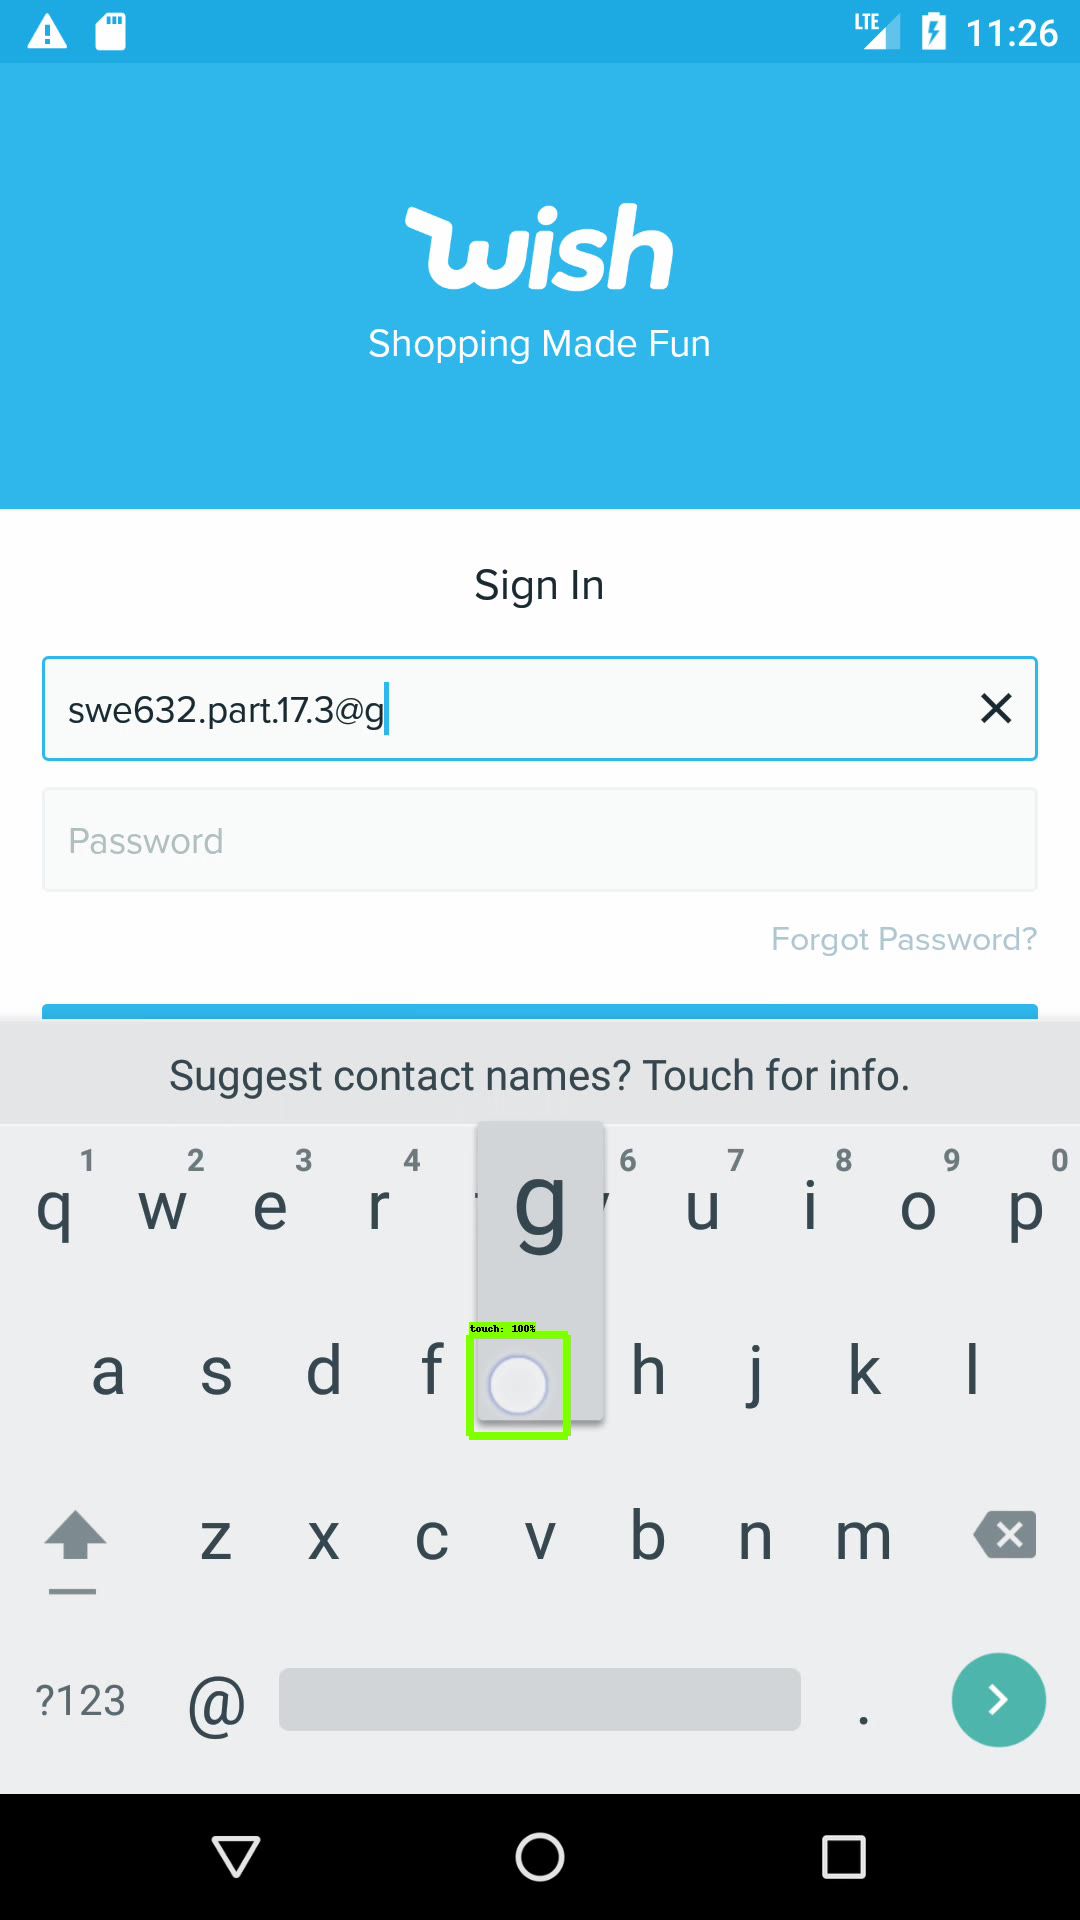 LTE 11:26
wish
Shopping Made Fun
Sign In
swe632.part.17.3@g
Password
Forgot Password?
Suggest contact names? Touch for info.
1 2 3 4 6 7 8 9 0
q w e r g u i o p
touch: 100%
a s d f h j k l
z x c v b n m
?123 @ .